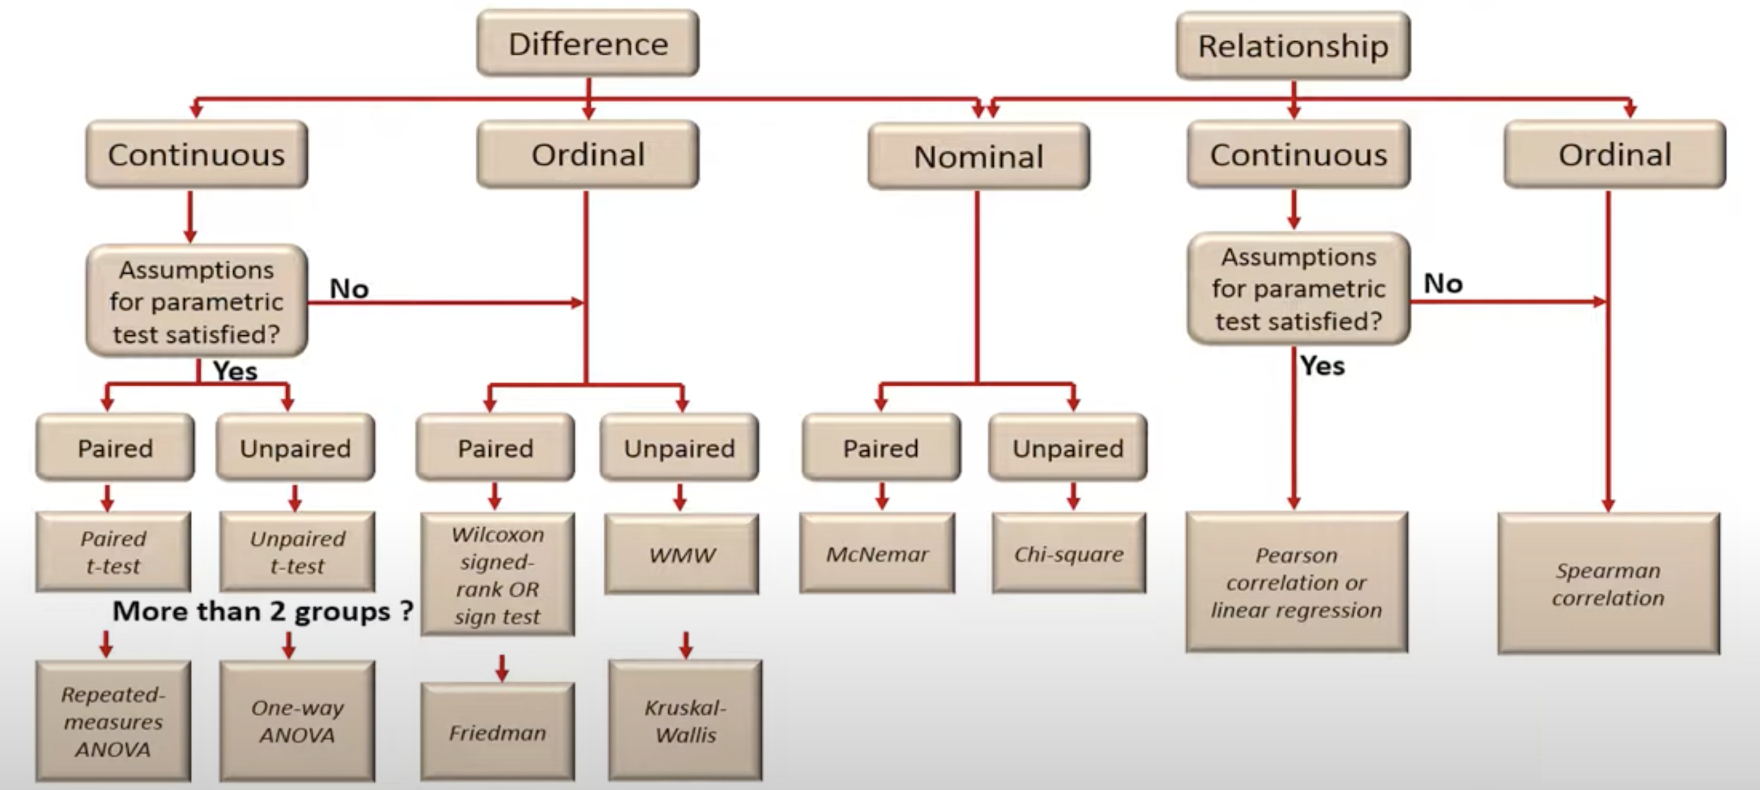 Difference
Relationship
Continuous
Ordinal
Nominal
Continuous
Ordinal
Assumptions
for parametric
test satisfied?
No
Yes
Assumptions
for parametric
test satisfied?
No
Yes
Paired
Unpaired
Paired
Unpaired
Paired
Unpaired
Paired
t-test
Unpaired
t-test
Wilcoxon
signed-
rank OR
sign test
WMW
McNemar
Chi-square
Pearson
correlation or
linear regression
Spearman
correlation
More than 2 groups ?
Repeated-
measures
ANOVA
One-way
ANOVA
Friedman
Kruskal-
Wallis